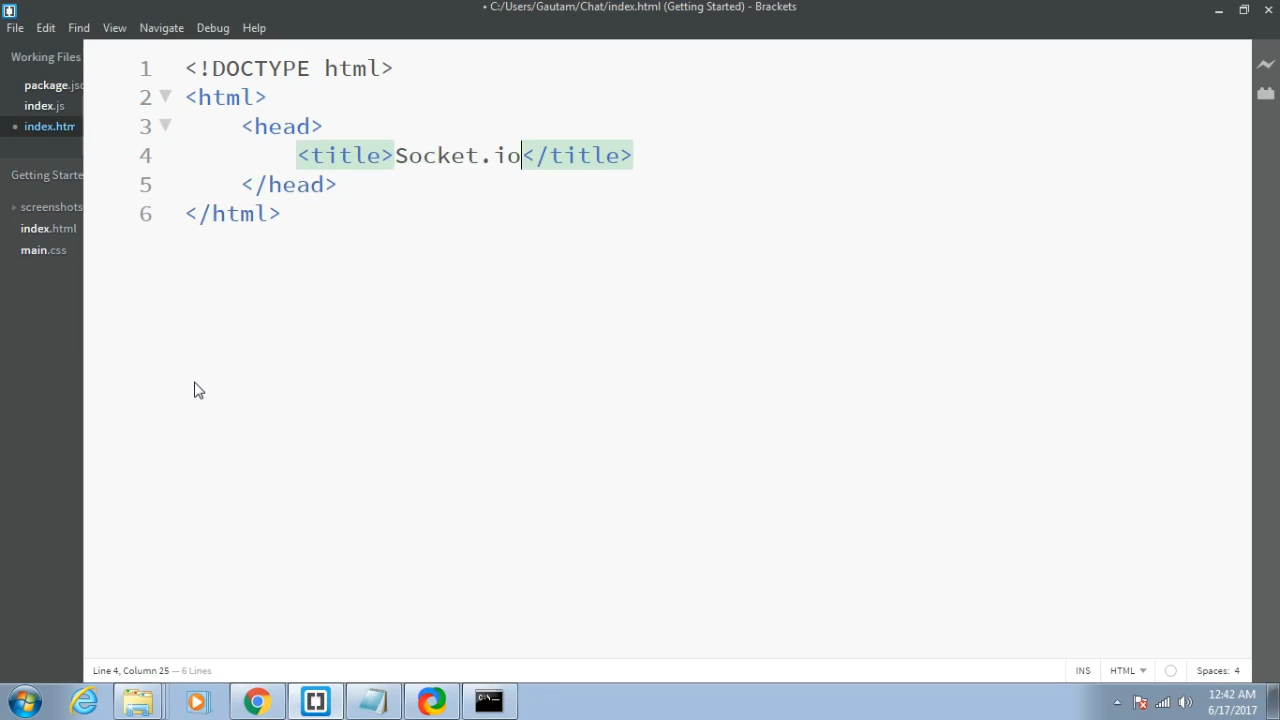 • C:/Users/Gautam/Chat/index.html (Getting Started) - Brackets
File Edit Find View Navigate Debug Help
Working Files
package.jso
index.js
• index.htm
Getting Starte
screenshots
index.html
main.css
1 <!DOCTYPE html>
2 <html>
3 <head>
4 <title>Socket.io</title>
5 </head>
6 </html>
Line 4, Column 25 — 6 Lines
INS HTML Spaces: 4
12:42 AM
6/17/2017